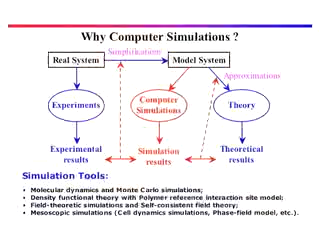 Why Computer Simulations ?
Simplifications
Real System
Model System
Approximations
Experiments
Computer
Simulations
Theory
Experimental
results
Simulation
results
Theoretical
results
Simulation Tools:
• Molecular dynamics and Monte Carlo simulations;
• Density functional theory with Polymer reference interaction site model;
• Field-theoretic simulations and Self-consistent field theory;
• Mesoscopic simulations (Cell dynamics simulations, Phase-field model, etc.).